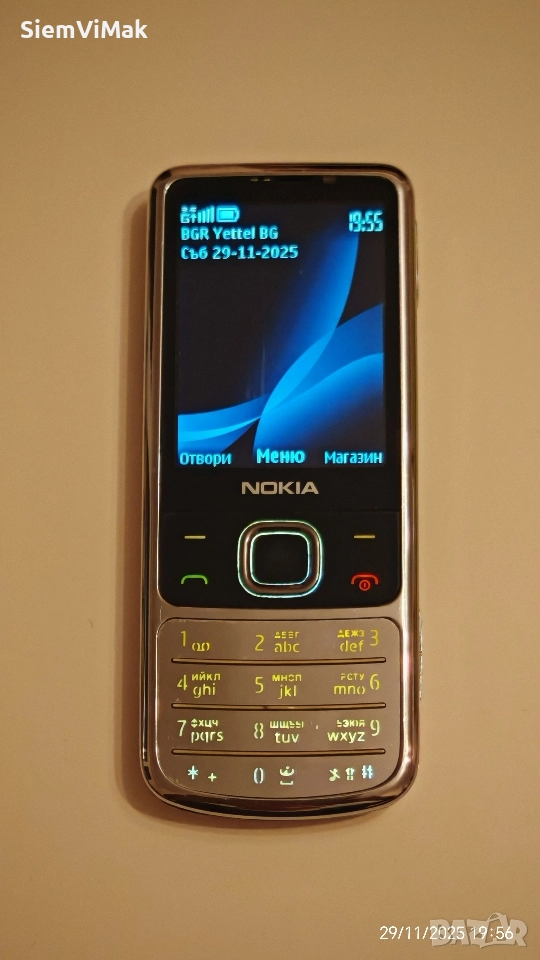 SiemViMak
19:55
BGR Yettel BG
Съб 29-11-2025
Отвори Меню Магазин
NOKIA
1 2 абвг abc дежз def 3
4 ийкл ghi 5 мноп jkl рсту mno 6
7 фхцч pqrs 8 шщъы tuv ьэюя wxyz 9
* + 0 #
29/11/2025 19:56
BAZAR